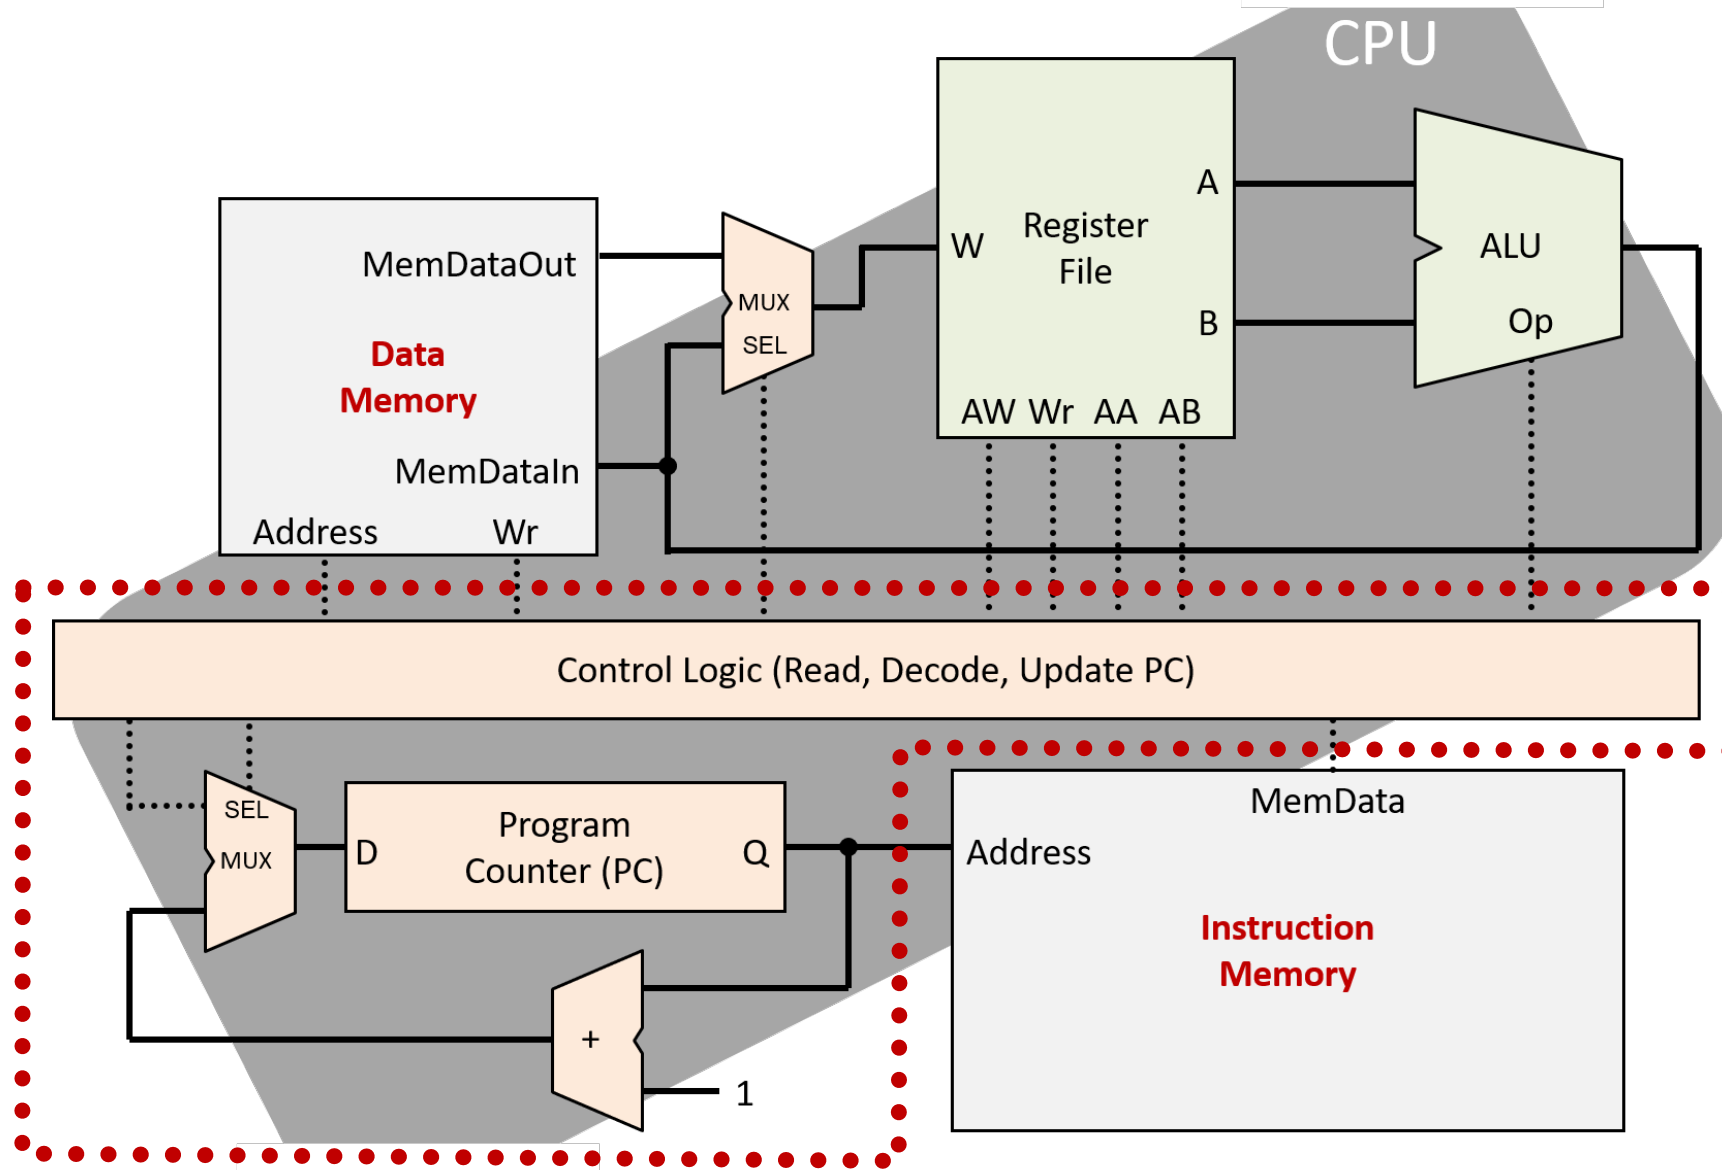 CPU
MemDataOut
Data
Memory
MemDataIn
Address
Wr
MUX
SEL
W
Register
File
A
B
AW Wr AA AB
ALU
Op
Control Logic (Read, Decode, Update PC)
SEL
MUX
D
Program
Counter (PC)
Q
+
1
MemData
Address
Instruction
Memory